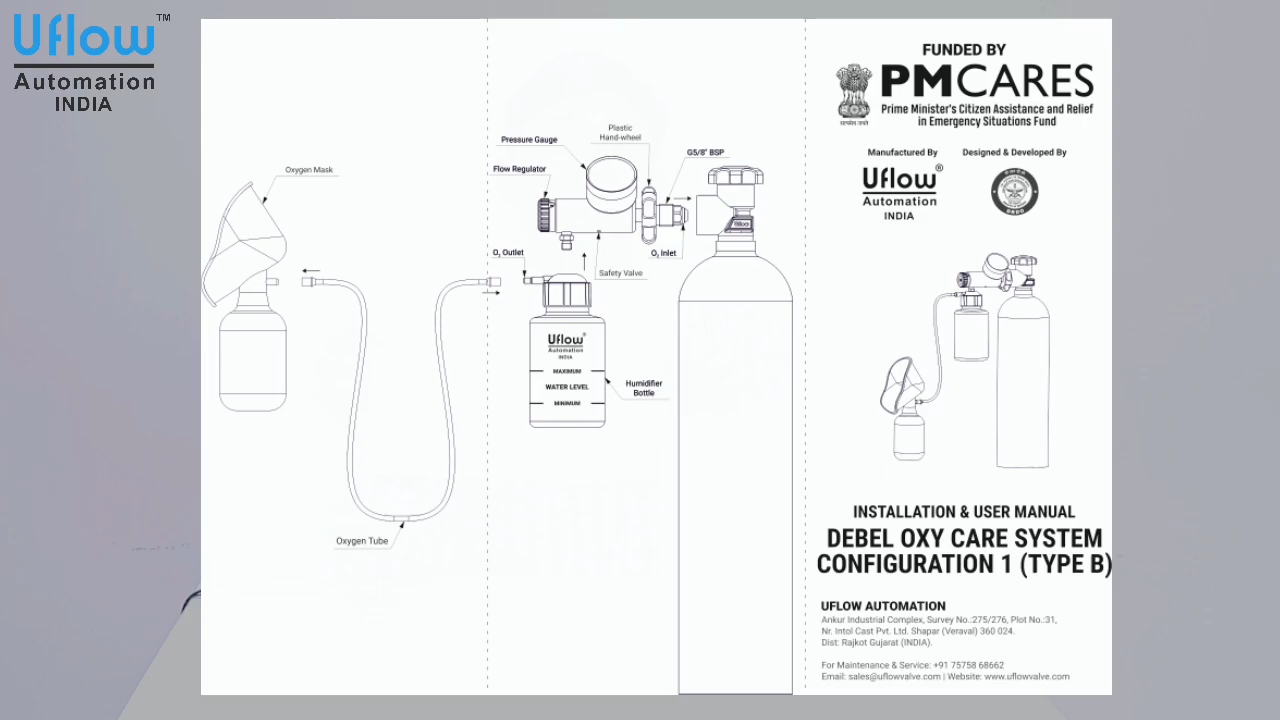 Uflow™
Automation
INDIA
Oxygen Mask
Oxygen Tube
Pressure Gauge
Plastic
Hand-wheel
G5/8" BSP
Flow Regulator
O₂ Outlet
O₂ Inlet
Safety Valve
Uflow®
Automation
INDIA
MAXIMUM
WATER LEVEL
MINIMUM
Humidifier
Bottle
FUNDED BY
PMCARES
Prime Minister's Citizen Assistance and Relief
in Emergency Situations Fund
सत्यमेव जयते
Manufactured By
Designed & Developed By
Uflow®
Automation
INDIA
DRDO
INSTALLATION & USER MANUAL
DEBEL OXY CARE SYSTEM
CONFIGURATION 1 (TYPE B)
UFLOW AUTOMATION
Ankur Industrial Complex, Survey No.:275/276, Plot No.:31,
Nr. Intol Cast Pvt. Ltd. Shapar (Veraval) 360 024.
Dist: Rajkot Gujarat (INDIA).
For Maintenance & Service: +91 75758 68662
Email: sales@uflowvalve.com | Website: www.uflowvalve.com